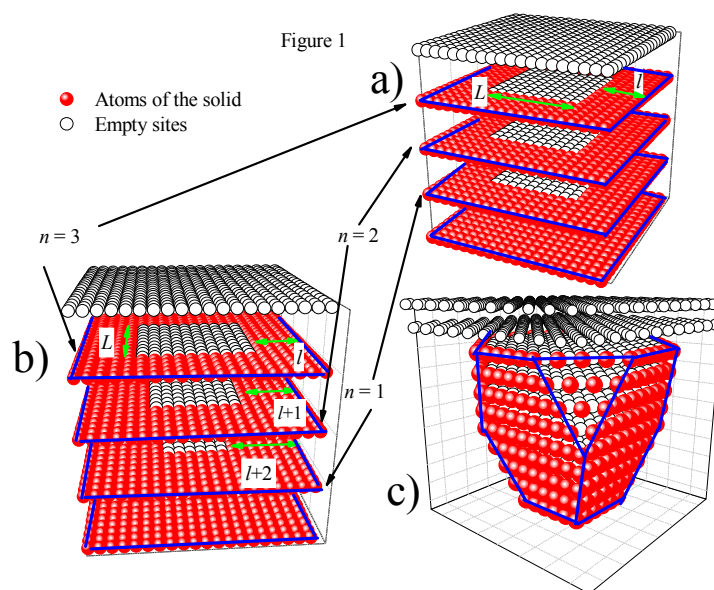 Figure 1
Atoms of the solid
Empty sites
a)
L
l
n = 3
n = 2
n = 1
b)
L
l
l+1
l+2
c)